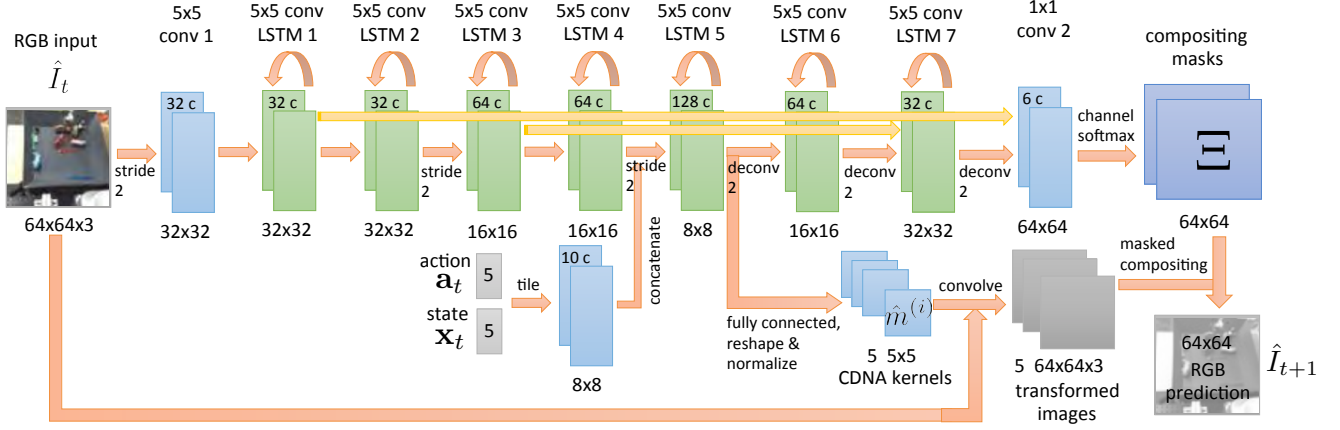 RGB input
Î_t
64x64x3
stride
2
5x5
conv 1
32 c
32x32
5x5 conv
LSTM 1
32 c
32x32
5x5 conv
LSTM 2
32 c
32x32
stride
2
5x5 conv
LSTM 3
64 c
16x16
5x5 conv
LSTM 4
64 c
16x16
stride
2
5x5 conv
LSTM 5
128 c
8x8
deconv
2
5x5 conv
LSTM 6
64 c
16x16
deconv
2
5x5 conv
LSTM 7
32 c
32x32
deconv
2
1x1
conv 2
6 c
64x64
channel
softmax
compositing
masks
Ξ
64x64
action
a_t
5
state
x_t
5
tile
10 c
8x8
concatenate
fully connected,
reshape &
normalize
m̂^(i)
5 5x5
CDNA kernels
convolve
5 64x64x3
transformed
images
masked
compositing
64x64
RGB
prediction
Î_{t+1}